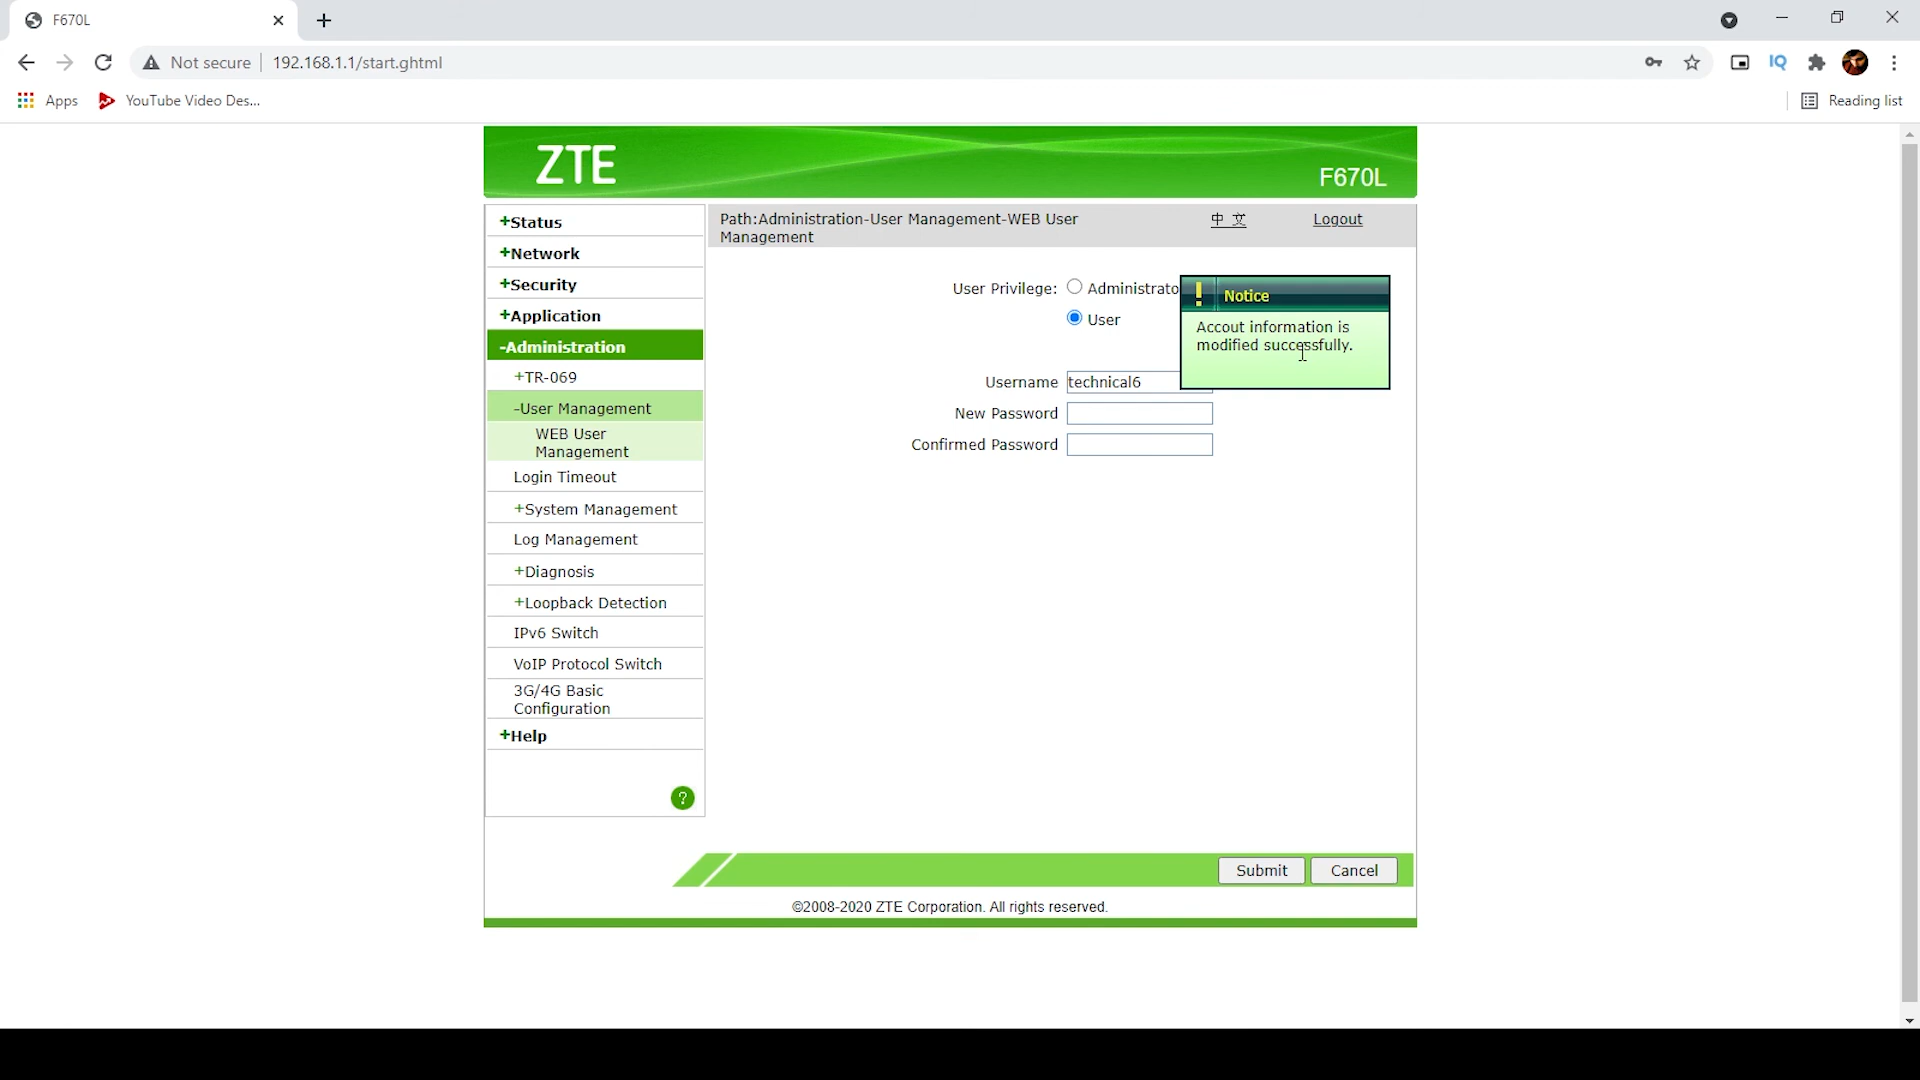 F670L
Not secure
192.168.1.1/start.ghtml
IQ
Apps
YouTube Video Des...
Reading list
ZTE
F670L
+Status
+Network
+Security
+Application
-Administration
+TR-069
-User Management
WEB User
Management
Login Timeout
+System Management
Log Management
+Diagnosis
+Loopback Detection
IPv6 Switch
VoIP Protocol Switch
3G/4G Basic
Configuration
+Help
?
Path:Administration-User Management-WEB User
Management
中 文
Logout
User Privilege:
Administrato
User
! Notice
Accout information is
modified successfully.
Username
technical6
New Password
Confirmed Password
Submit
Cancel
©2008-2020 ZTE Corporation. All rights reserved.